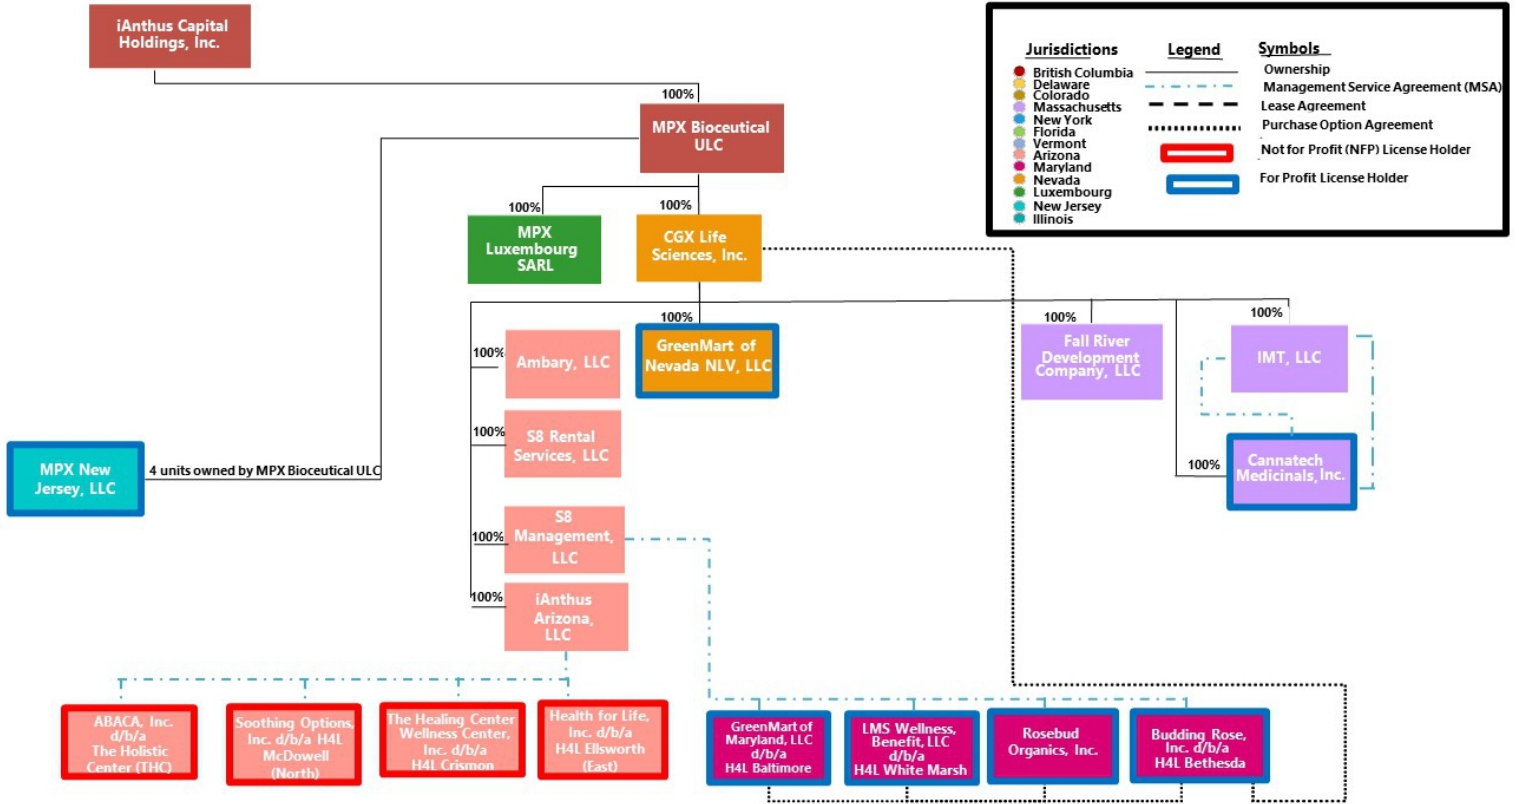 iAnthus Capital
Holdings, Inc.
100%
MPX Bioceutical
ULC
Jurisdictions
British Columbia
Delaware
Colorado
Massachusetts
New York
Florida
Vermont
Arizona
Maryland
Nevada
Luxembourg
New Jersey
Illinois
Legend
Symbols
Ownership
Management Service Agreement (MSA)
Lease Agreement
Purchase Option Agreement
Not for Profit (NFP) License Holder
For Profit License Holder
100%
MPX
Luxembourg
SARL
100%
CGX Life
Sciences, Inc.
100%
Ambary, LLC
100%
GreenMart of
Nevada NLV, LLC
100%
Fall River
Development
Company, LLC
100%
IMT, LLC
100%
S8 Rental
Services, LLC
100%
Cannatech
Medicinals, Inc.
MPX New
Jersey, LLC
4 units owned by MPX Bioceutical ULC
100%
S8
Management,
LLC
100%
iAnthus
Arizona,
LLC
ABACA, Inc.
d/b/a
The Holistic
Center (THC)
Soothing Options,
Inc. d/b/a H4L
McDowell
(North)
The Healing Center
Wellness Center,
Inc. d/b/a
H4L Crismon
Health for Life,
Inc. d/b/a
H4L Ellsworth
(East)
GreenMart of
Maryland, LLC
d/b/a
H4L Baltimore
LMS Wellness,
Benefit, LLC
d/b/a
H4L White Marsh
Rosebud
Organics, Inc.
Budding Rose,
Inc. d/b/a
H4L Bethesda